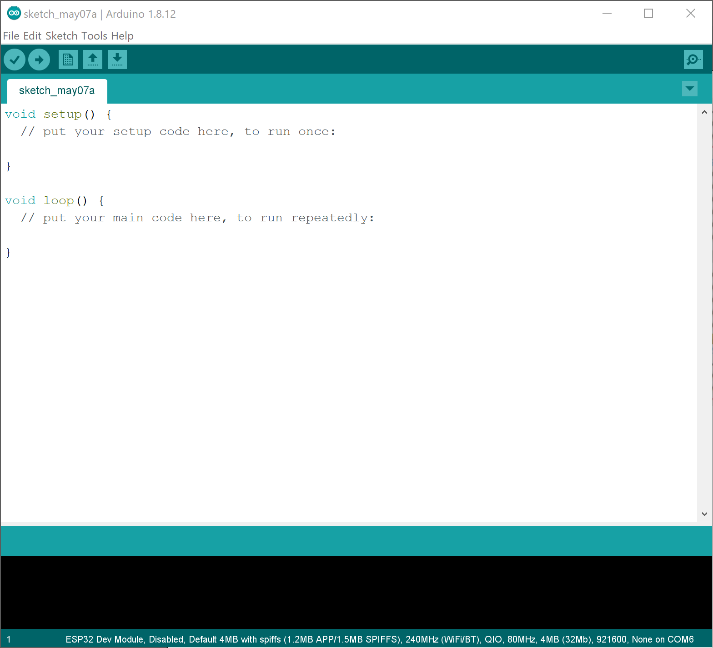 sketch_may07a | Arduino 1.8.12
File Edit Sketch Tools Help
sketch_may07a
void setup() {
  // put your setup code here, to run once:
}
void loop() {
  // put your main code here, to run repeatedly:
}
1 ESP32 Dev Module, Disabled, Default 4MB with spiffs (1.2MB APP/1.5MB SPIFFS), 240MHz (WiFi/BT), QIO, 80MHz, 4MB (32Mb), 921600, None on COM6